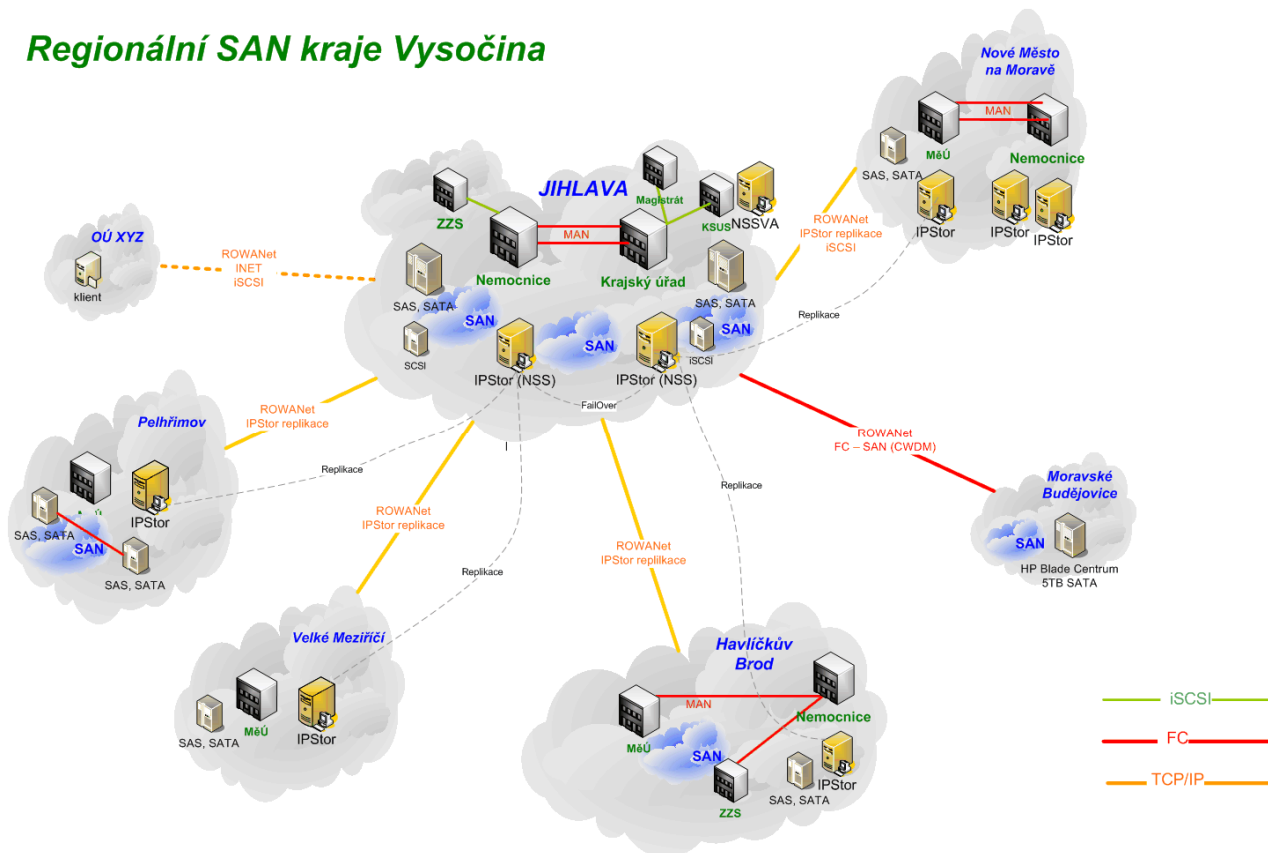 Regionální SAN kraje Vysočina
Nové Město
na Moravě
MAN
MěÚ
Nemocnice
SAS, SATA
IPStor
IPStor
IPStor
JIHLAVA
Magistrát
ZZS
KSUS
NSSVA
MAN
Nemocnice
Krajský úřad
SAS, SATA
SAS, SATA
SAN
SAN
SAN
SCSI
iSCSI
IPStor (NSS)
IPStor (NSS)
FailOver
ROWANet
IPStor replikace
iSCSI
Replikace
OÚ XYZ
klient
ROWANet
INET
iSCSI
ROWANet
IPStor replikace
Pelhřimov
IPStor
SAS, SATA
SAN
SAS, SATA
Replikace
ROWANet
IPStor replikace
Replikace
Velké Meziříčí
MěÚ
SAS, SATA
IPStor
ROWANet
IPStor replilkace
Replikace
Havlíčkův
Brod
MAN
Nemocnice
MěÚ
SAN
ZZS
SAS, SATA
IPStor
ROWANet
FC – SAN (CWDM)
Moravské
Budějovice
SAN
HP Blade Centrum
5TB SATA
iSCSI
FC
TCP/IP